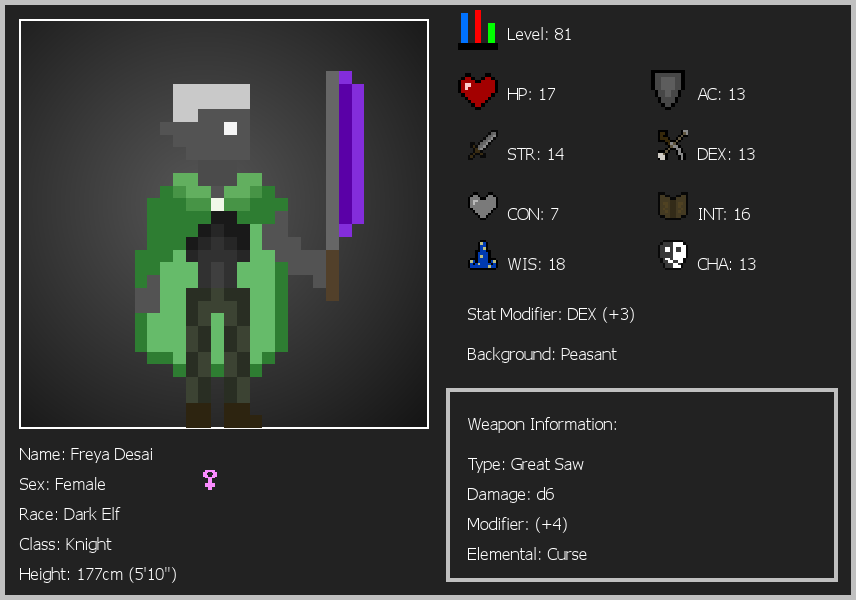 Level: 81
HP: 17
AC: 13
STR: 14
DEX: 13
CON: 7
INT: 16
WIS: 18
CHA: 13
Stat Modifier: DEX (+3)
Background: Peasant
Weapon Information:
Type: Great Saw
Damage: d6
Modifier: (+4)
Elemental: Curse
Name: Freya Desai
Sex: Female
Race: Dark Elf
Class: Knight
Height: 177cm (5'10")